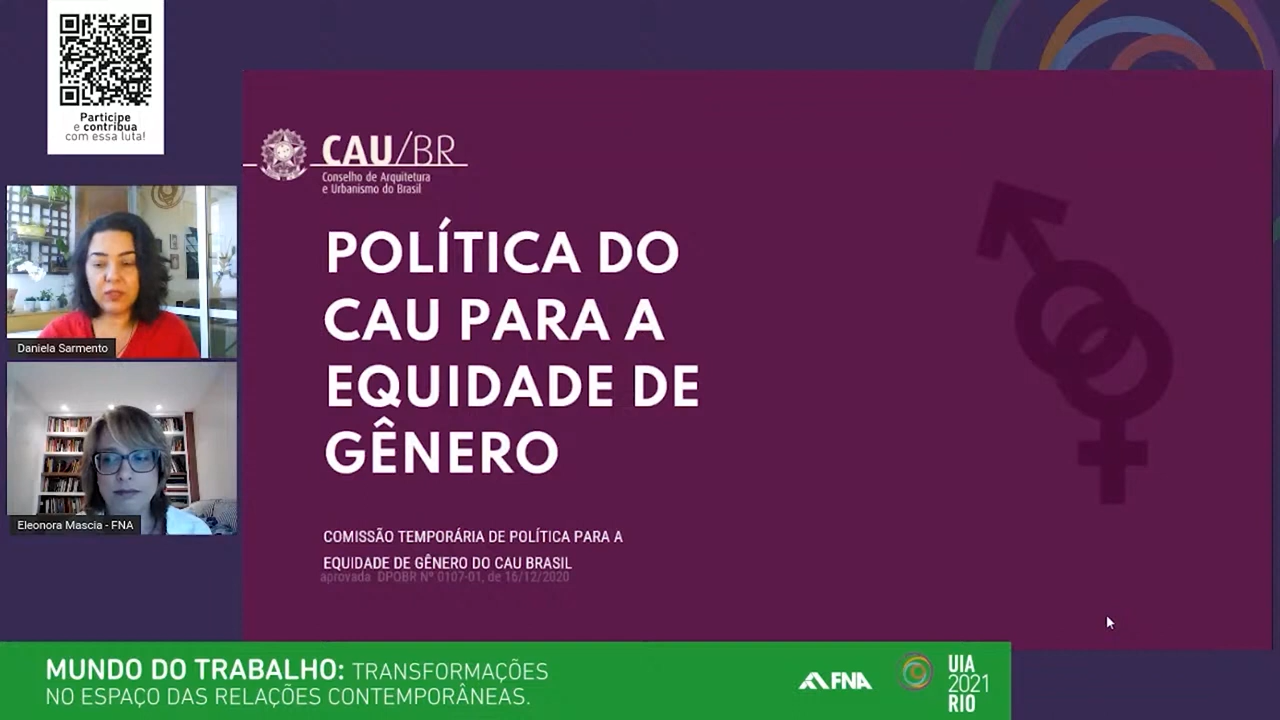 Participe
e contribua
com essa luta!
CAU/BR
Conselho de Arquitetura
e Urbanismo do Brasil
POLÍTICA DO
CAU PARA A
EQUIDADE DE
GÊNERO
COMISSÃO TEMPORÁRIA DE POLÍTICA PARA A
EQUIDADE DE GÊNERO DO CAU BRASIL
aprovada DPOBR Nº 0107-01, de 16/12/2020
Daniela Sarmento
Eleonora Mascia - FNA
MUNDO DO TRABALHO: TRANSFORMAÇÕES
NO ESPAÇO DAS RELAÇÕES CONTEMPORÂNEAS.
FNA
UIA
2021
RIO